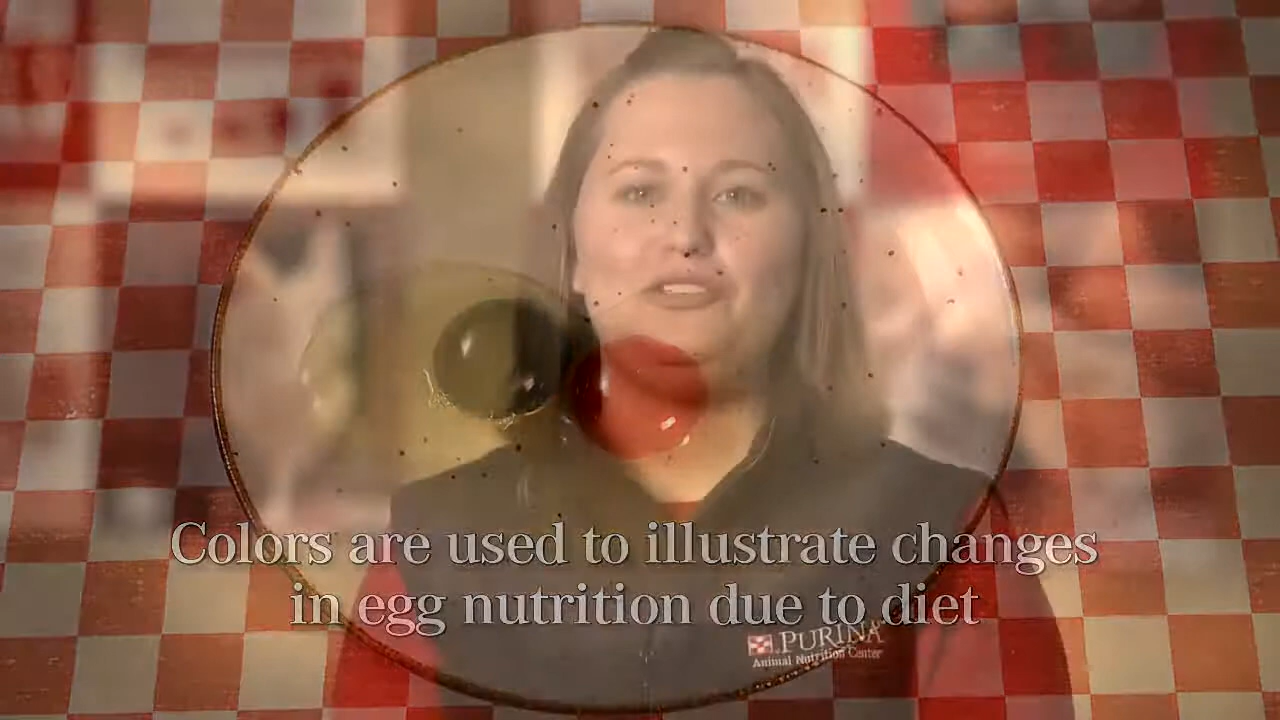 Colors are used to illustrate changes
in egg nutrition due to diet
PURINA
Animal Nutrition Center